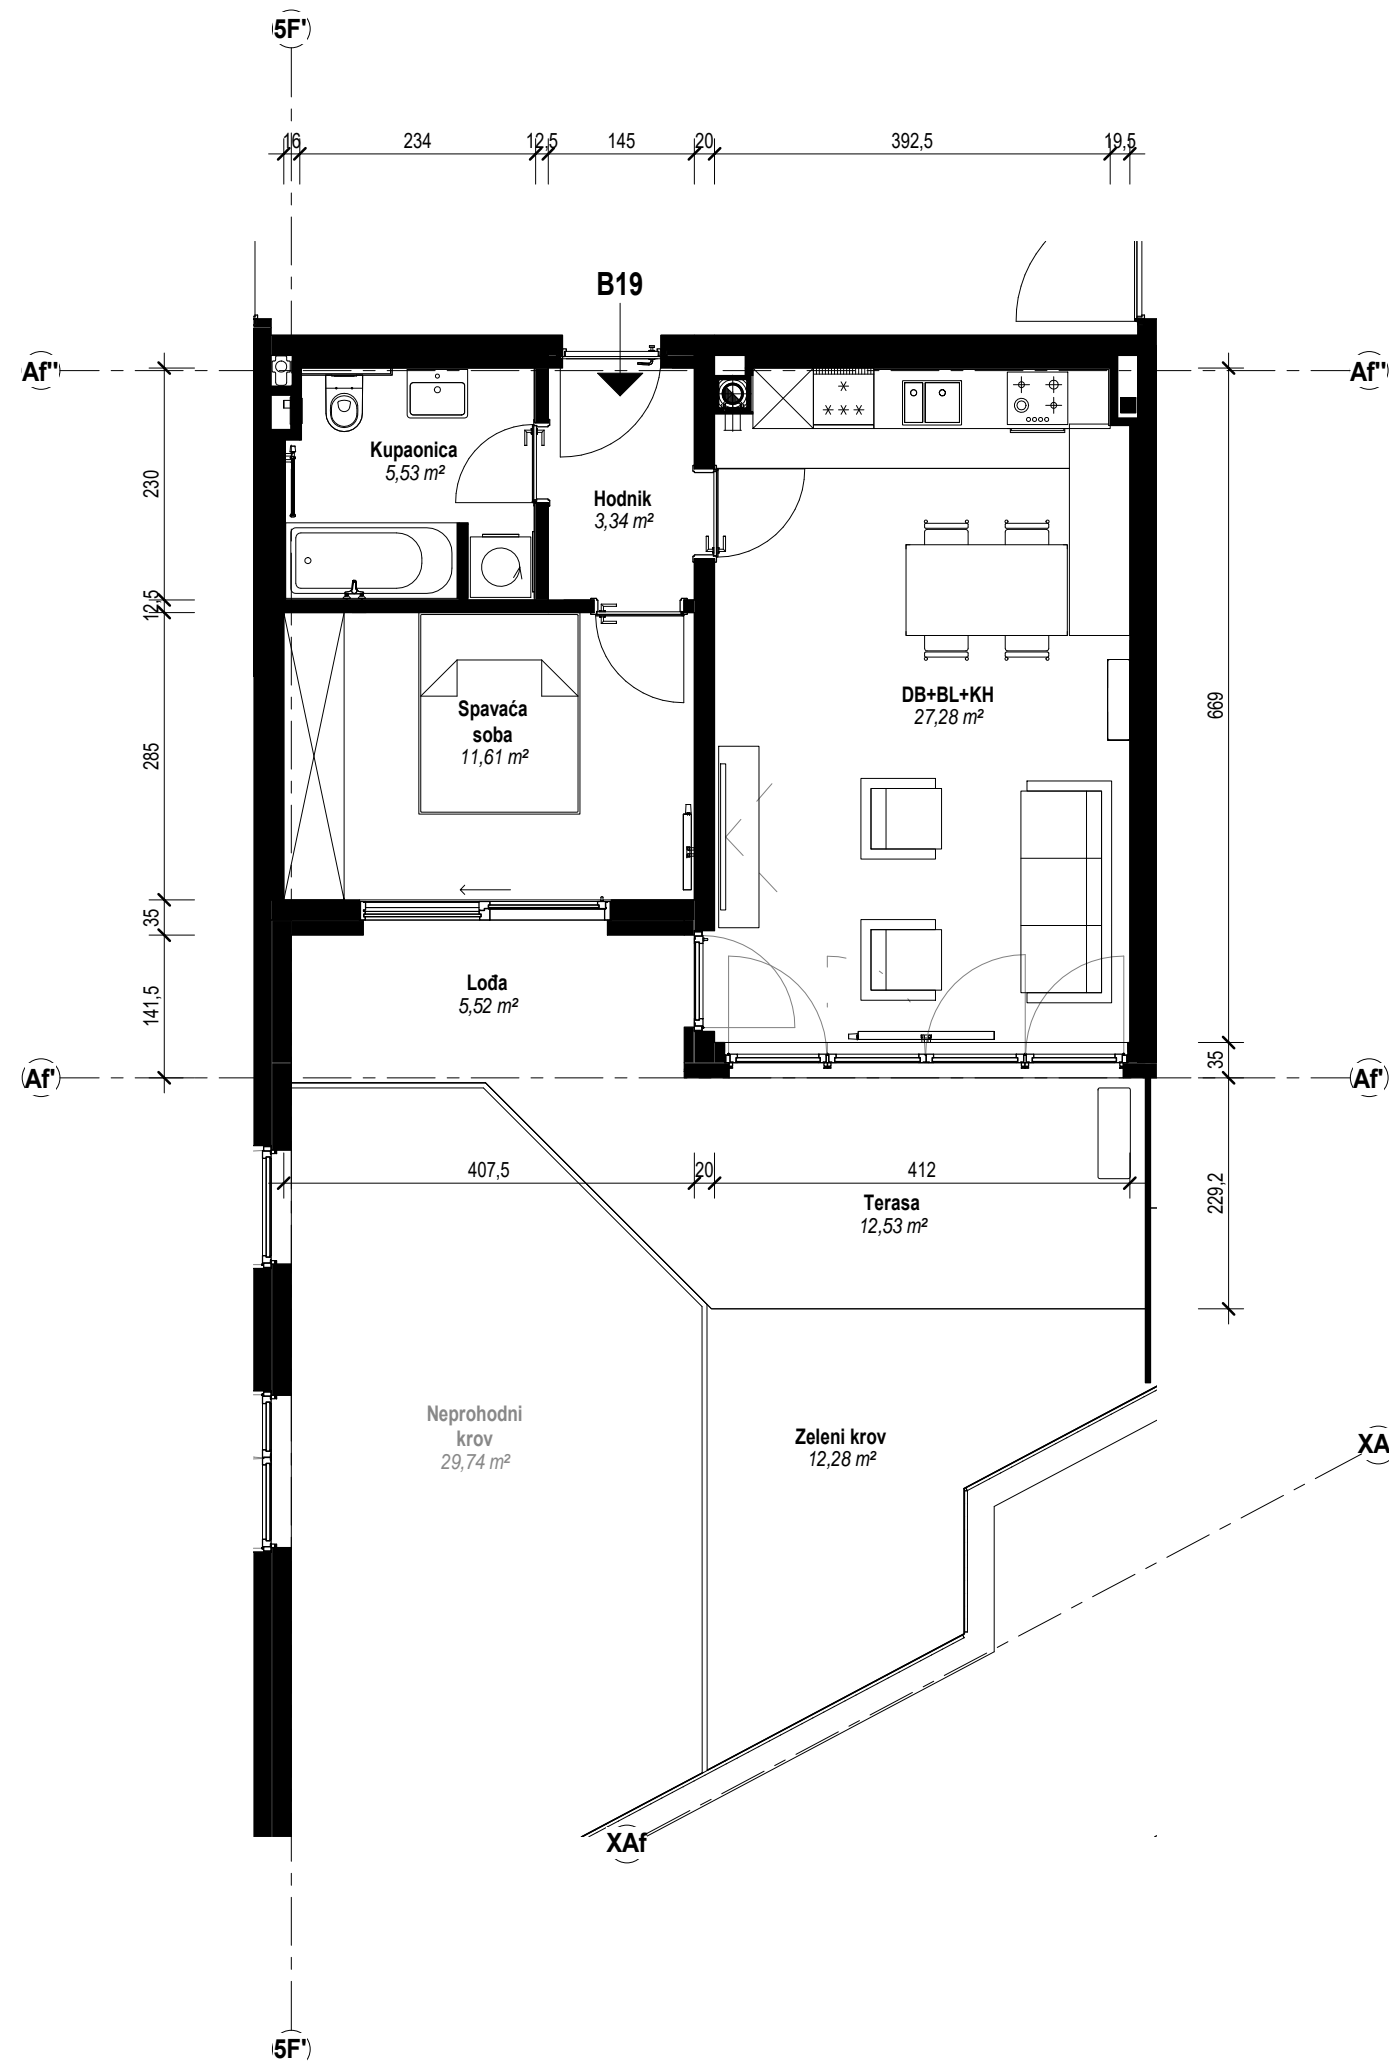 5F'
16
234
12,5
145
20
392,5
19,5
B19
Af''
Af''
Kupaonica
5,53 m²
230
Hodnik
3,34 m²
12,5
DB+BL+KH
27,28 m²
669
Spavaća
soba
11,61 m²
285
35
Lođa
5,52 m²
141,5
35
Af'
Af'
407,5
20
412
229,2
Terasa
12,53 m²
Neprohodni
krov
29,74 m²
Zeleni krov
12,28 m²
XA
XAf
5F'